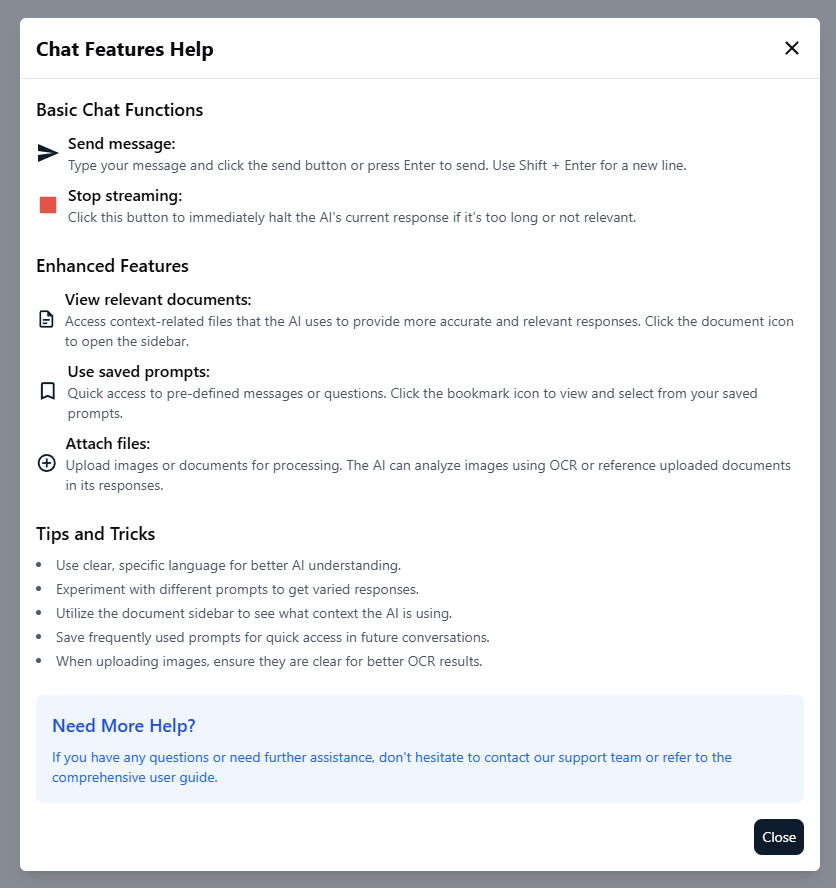 Chat Features Help
Basic Chat Functions
Send message:
Type your message and click the send button or press Enter to send. Use Shift + Enter for a new line.
Stop streaming:
Click this button to immediately halt the AI's current response if it's too long or not relevant.
Enhanced Features
View relevant documents:
Access context-related files that the AI uses to provide more accurate and relevant responses. Click the document icon
to open the sidebar.
Use saved prompts:
Quick access to pre-defined messages or questions. Click the bookmark icon to view and select from your saved
prompts.
Attach files:
Upload images or documents for processing. The AI can analyze images using OCR or reference uploaded documents
in its responses.
Tips and Tricks
• Use clear, specific language for better AI understanding.
• Experiment with different prompts to get varied responses.
• Utilize the document sidebar to see what context the AI is using.
• Save frequently used prompts for quick access in future conversations.
• When uploading images, ensure they are clear for better OCR results.
Need More Help?
If you have any questions or need further assistance, don't hesitate to contact our support team or refer to the
comprehensive user guide.
Close